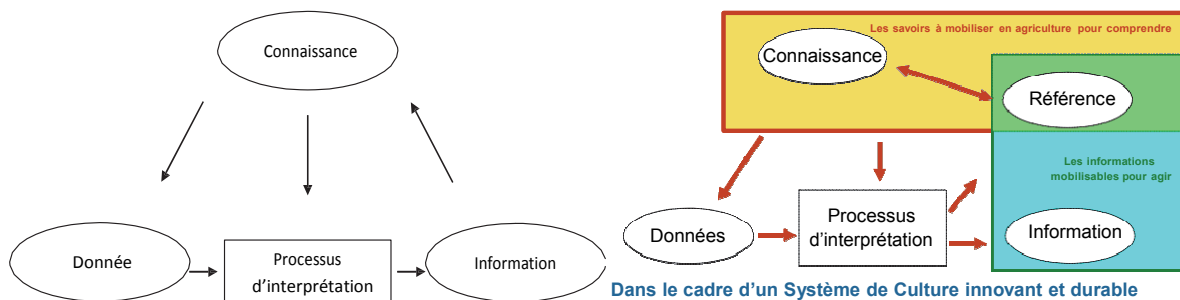 Connaissance
Donnée
Processus
d'interprétation
Information
Les savoirs à mobiliser en agriculture pour comprendre
Connaissance
Référence
Les informations
mobilisables pour agir
Données
Processus
d'interprétation
Information
Dans le cadre d'un Système de Culture innovant et durable